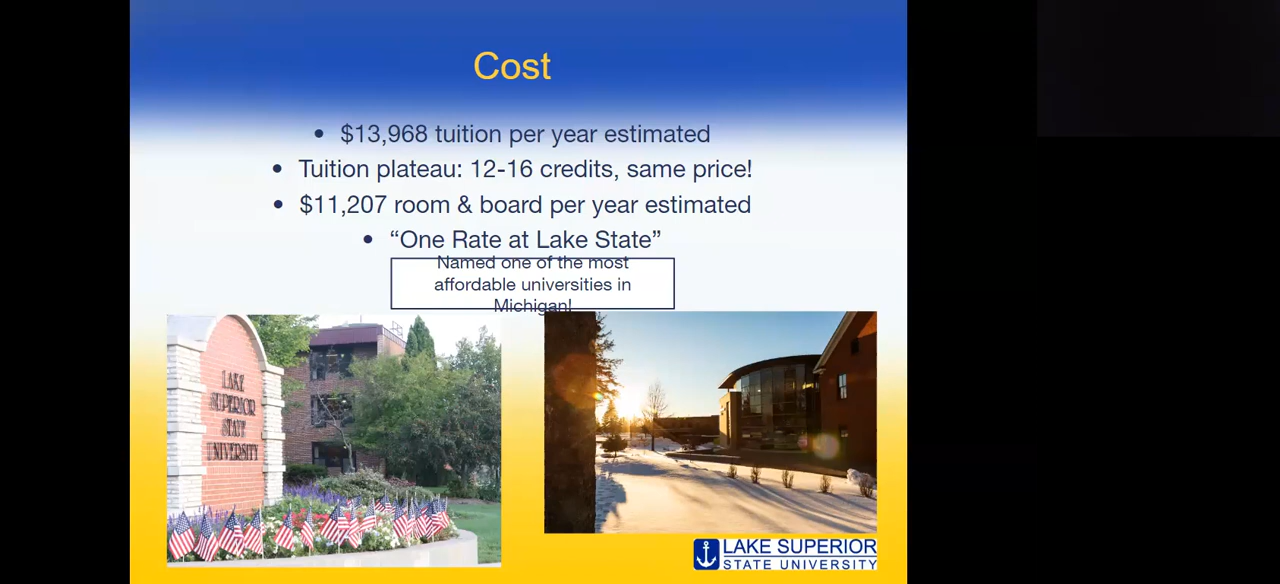 Cost
• $13,968 tuition per year estimated
• Tuition plateau: 12-16 credits, same price!
• $11,207 room & board per year estimated
• “One Rate at Lake State”
Named one of the most
affordable universities in
Michigan!
LAKE
SUPERIOR
STATE
UNIVERSITY
LAKE SUPERIOR
STATE UNIVERSITY